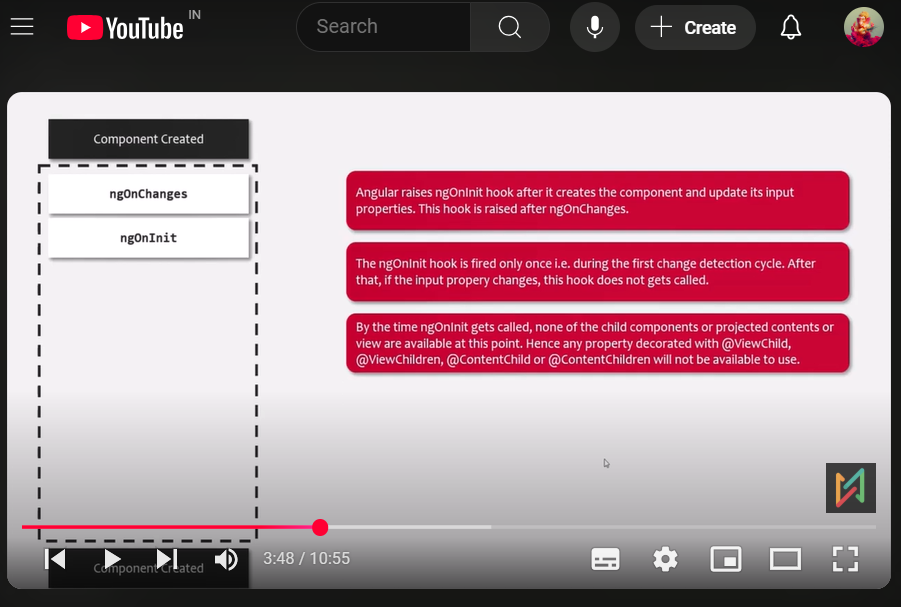 YouTube IN
Search
Create
Component Created
ngOnChanges
ngOnInit
Angular raises ngOnInit hook after it creates the component and update its input
properties. This hook is raised after ngOnChanges.
The ngOnInit hook is fired only once i.e. during the first change detection cycle. After
that, if the input propery changes, this hook does not gets called.
By the time ngOnInit gets called, none of the child components or projected contents or
view are available at this point. Hence any property decorated with @ViewChild,
@ViewChildren, @ContentChild or @ContentChildren will not be available to use.
3:48 / 10:55
Component Created